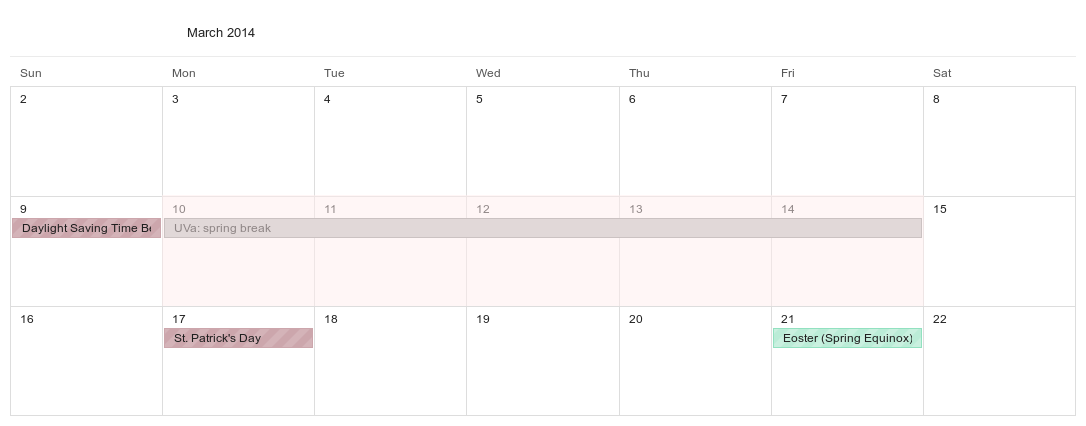 March 2014
Sun Mon Tue Wed Thu Fri Sat
2 3 4 5 6 7 8
9 10 11 12 13 14 15
Daylight Saving Time UVa: spring break
16 17 18 19 20 21 22
St. Patrick's Day Eoster (Spring Equinox)